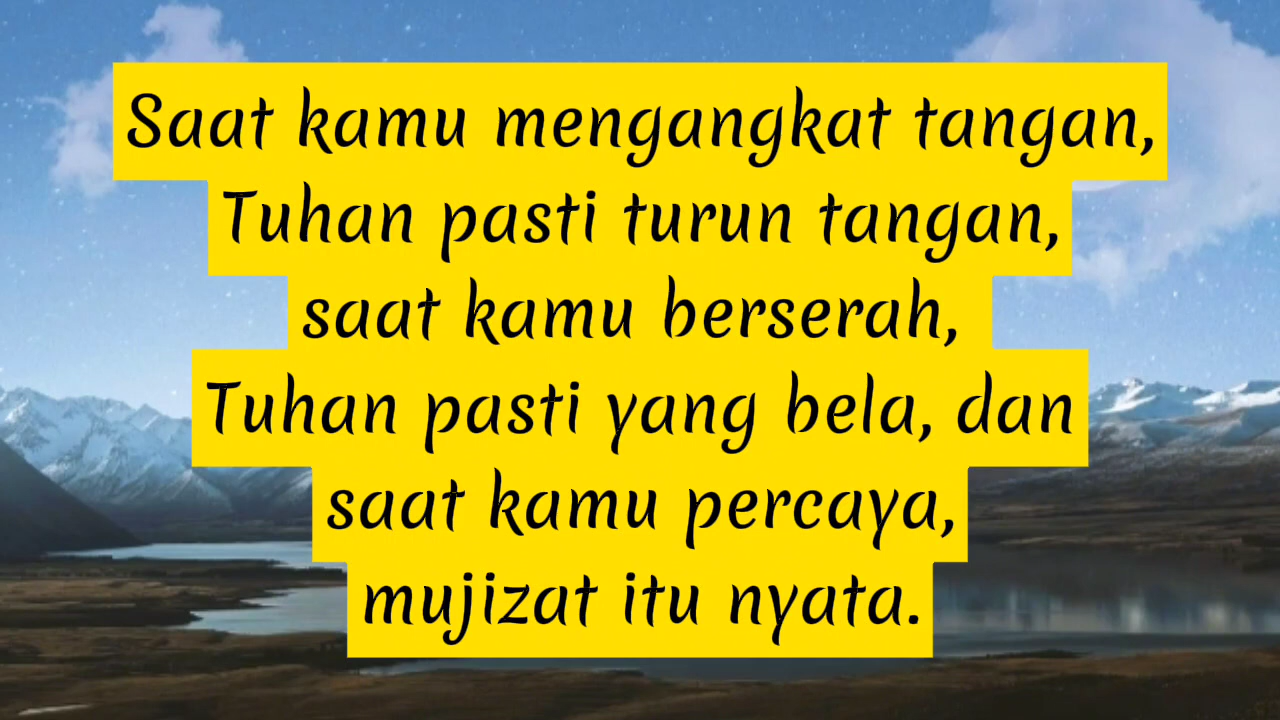 Saat kamu mengangkat tangan,
Tuhan pasti turun tangan,
saat kamu berserah,
Tuhan pasti yang bela, dan
saat kamu percaya,
mujizat itu nyata.